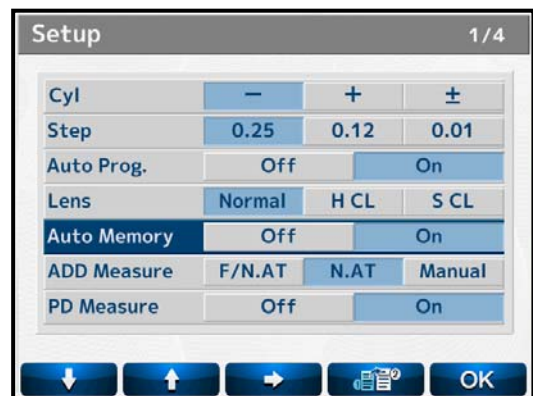 Setup 1/4
Cyl − + ±
Step 0.25 0.12 0.01
Auto Prog. Off On
Lens Normal H CL S CL
Auto Memory Off On
ADD Measure F/N.AT N.AT Manual
PD Measure Off On
OK